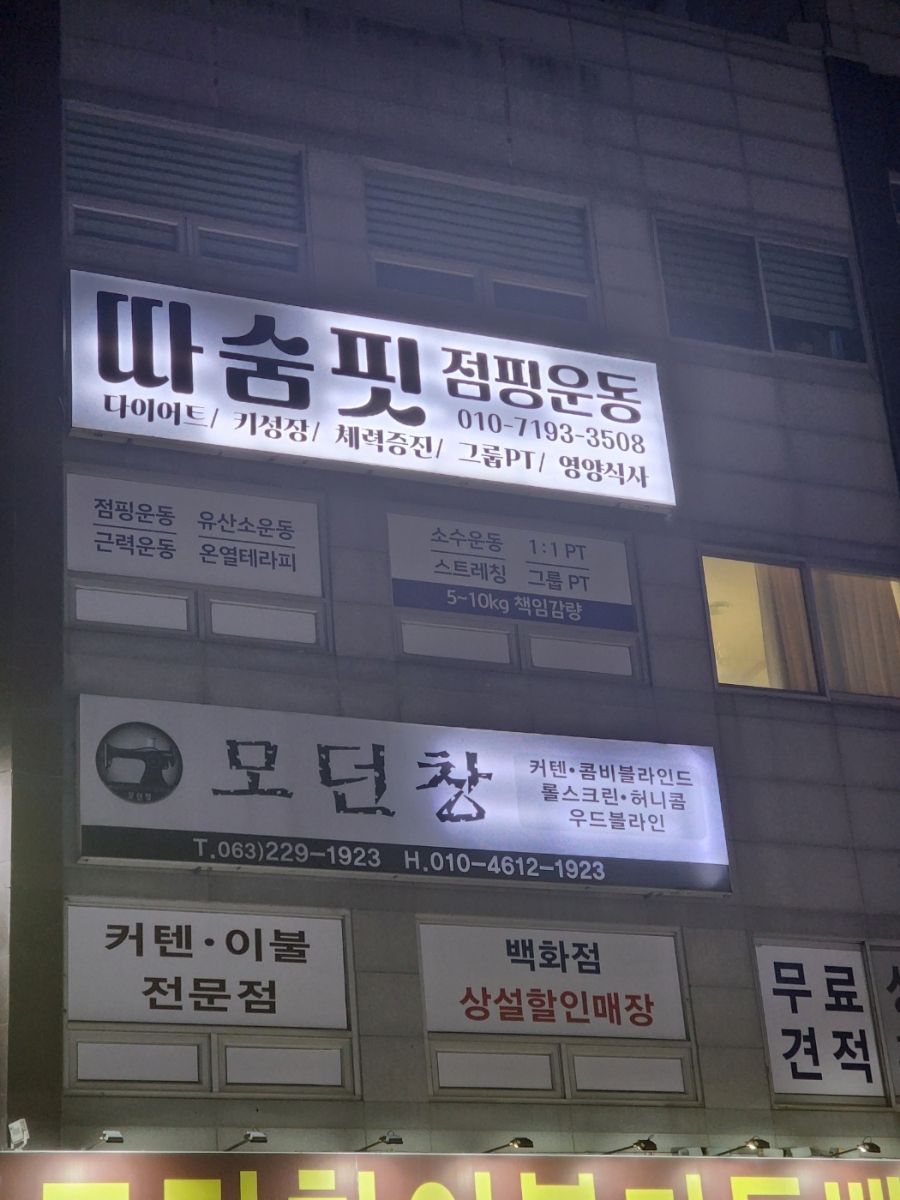 따숨핏 점핑운동
010-7193-3508
다이어트/ 키성장/ 체력증진/ 그룹PT/ 영양식사
점핑운동 유산소운동
근력운동 온열테라피
소수운동 1:1 PT
스트레칭 그룹 PT
5~10kg 책임감량
모던창
커텐·콤비블라인드
롤스크린·허니콤
우드블라인
T.063)229-1923 H.010-4612-1923
커텐·이불
전문점
백화점
상설할인매장
무료
견적